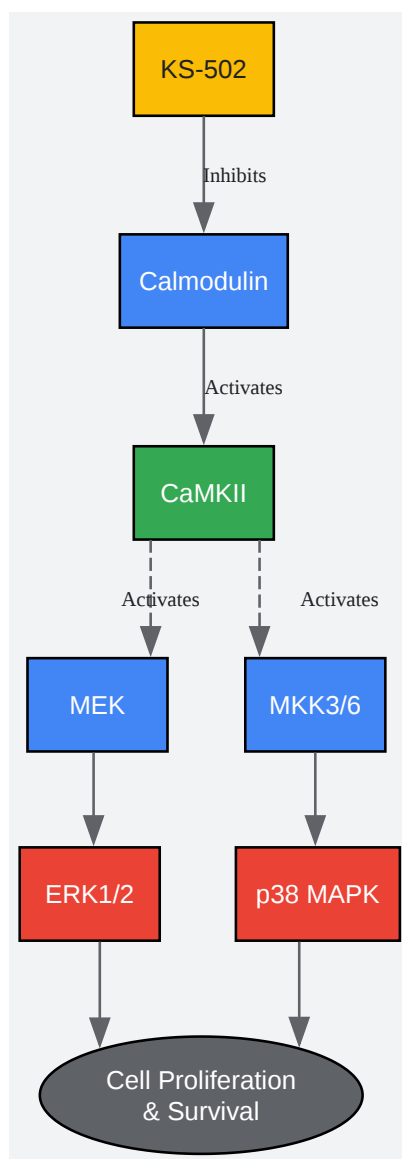 KS-502
Inhibits
Calmodulin
Activates
CaMKII
Activates
Activates
MEK
MKK3/6
ERK1/2
p38 MAPK
Cell Proliferation
& Survival